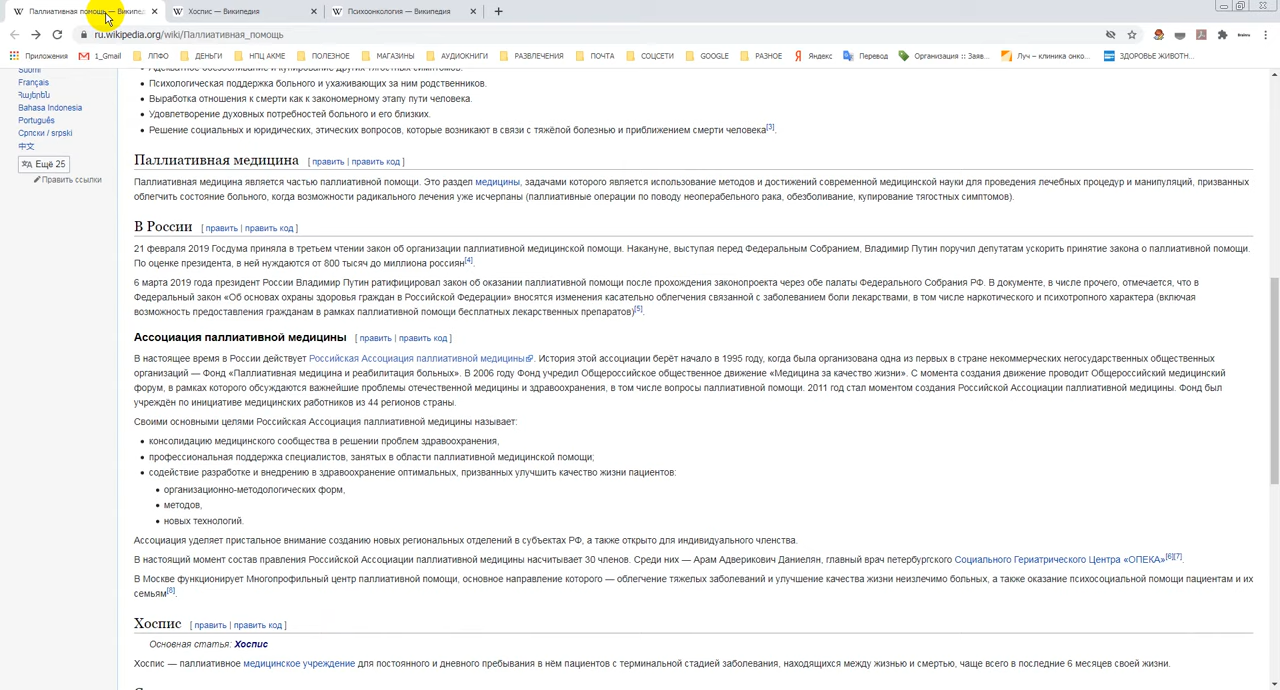 Паллиативная помощь — Википед
Хоспис — Википедия
Психоонкология — Википедия
ru.wikipedia.org/wiki/Паллиативная_помощь
Приложения 1_Gmail ЛПФО ДЕНЬГИ НПЦ АКМЕ ПОЛЕЗНОЕ МАГАЗИНЫ АУДИОКНИГИ РАЗВЛЕЧЕНИЯ ПОЧТА СОЦСЕТИ GOOGLE РАЗНОЕ Яндекс Перевод Организация :: Заяв... Луч – клиника онко... ЗДОРОВЬЕ ЖИВОТН...
Suomi
Français
Հայերեն
Bahasa Indonesia
Português
Српски / srpski
中文
Ещё 25
Править ссылки
Адекватное обезболивание и купирование других тягостных симптомов.
• Психологическая поддержка больного и ухаживающих за ним родственников.
• Выработка отношения к смерти как к закономерному этапу пути человека.
• Удовлетворение духовных потребностей больного и его близких.
• Решение социальных и юридических, этических вопросов, которые возникают в связи с тяжёлой болезнью и приближением смерти человека[3].
Паллиативная медицина [ править | править код ]
Паллиативная медицина является частью паллиативной помощи. Это раздел медицины, задачами которого является использование методов и достижений современной медицинской науки для проведения лечебных процедур и манипуляций, призванных
облегчить состояние больного, когда возможности радикального лечения уже исчерпаны (паллиативные операции по поводу неоперабельного рака, обезболивание, купирование тягостных симптомов).
В России [ править | править код ]
21 февраля 2019 Госдума приняла в третьем чтении закон об организации паллиативной медицинской помощи. Накануне, выступая перед Федеральным Собранием, Владимир Путин поручил депутатам ускорить принятие закона о паллиативной помощи.
По оценке президента, в ней нуждаются от 800 тысяч до миллиона россиян[4].
6 марта 2019 года президент России Владимир Путин ратифицировал закон об оказании паллиативной помощи после прохождения законопроекта через обе палаты Федерального Собрания РФ. В документе, в числе прочего, отмечается, что в
Федеральный закон «Об основах охраны здоровья граждан в Российской Федерации» вносятся изменения касательно облегчения связанной с заболеванием боли лекарствами, в том числе наркотического и психотропного характера (включая
возможность предоставления гражданам в рамках паллиативной помощи бесплатных лекарственных препаратов)[5].
Ассоциация паллиативной медицины [ править | править код ]
В настоящее время в России действует Российская Ассоциация паллиативной медицины. История этой ассоциации берёт начало в 1995 году, когда была организована одна из первых в стране некоммерческих негосударственных общественных
организаций — Фонд «Паллиативная медицина и реабилитация больных». В 2006 году Фонд учредил Общероссийское общественное движение «Медицина за качество жизни». С момента создания движение проводит Общероссийский медицинский
форум, в рамках которого обсуждаются важнейшие проблемы отечественной медицины и здравоохранения, в том числе вопросы паллиативной помощи. 2011 год стал моментом создания Российской Ассоциации паллиативной медицины. Фонд был
учреждён по инициативе медицинских работников из 44 регионов страны.
Своими основными целями Российская Ассоциация паллиативной медицины называет:
• консолидацию медицинского сообщества в решении проблем здравоохранения,
• профессиональная поддержка специалистов, занятых в области паллиативной медицинской помощи;
• содействие разработке и внедрению в здравоохранение оптимальных, призванных улучшить качество жизни пациентов:
• организационно-методологических форм,
• методов,
• новых технологий.
Ассоциация уделяет пристальное внимание созданию новых региональных отделений в субъектах РФ, а также открыто для индивидуального членства.
В настоящий момент состав правления Российской Ассоциации паллиативной медицины насчитывает 30 членов. Среди них — Арам Адверикович Даниелян, главный врач петербургского Социального Гериатрического Центра «ОПЕКА»[6][7].
В Москве функционирует Многопрофильный центр паллиативной помощи, основное направление которого — облегчение тяжелых заболеваний и улучшение качества жизни неизлечимо больных, а также оказание психосоциальной помощи пациентам и их
семьям[8].
Хоспис [ править | править код ]
Основная статья: Хоспис
Хоспис — паллиативное медицинское учреждение для постоянного и дневного пребывания в нём пациентов с терминальной стадией заболевания, находящихся между жизнью и смертью, чаще всего в последние 6 месяцев своей жизни.